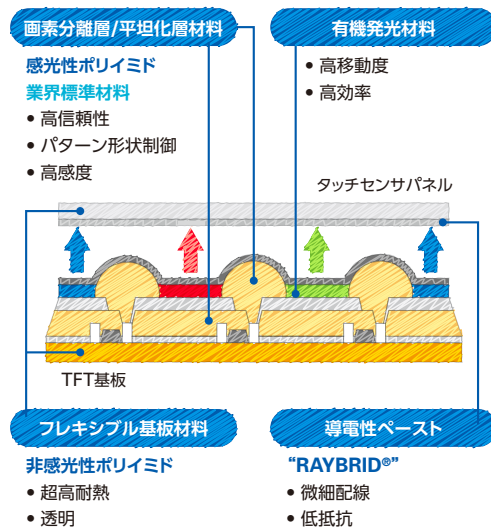 画素分離層/平坦化層材料
感光性ポリイミド
業界標準材料
• 高信頼性
• パターン形状制御
• 高感度
有機発光材料
• 高移動度
• 高効率
タッチセンサパネル
TFT基板
フレキシブル基板材料
非感光性ポリイミド
• 超高耐熱
• 透明
導電性ペースト
“RAYBRID®”
• 微細配線
• 低抵抗